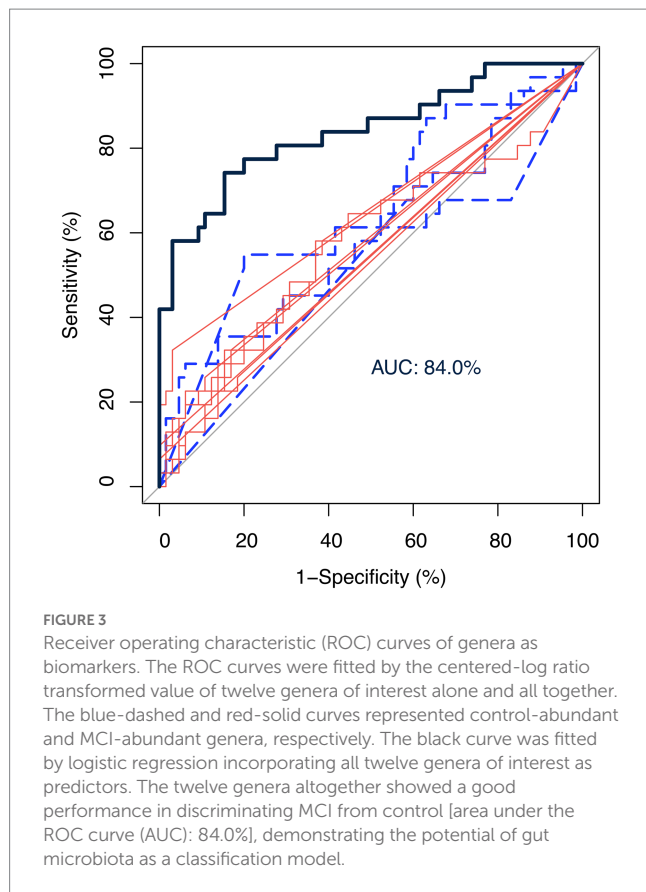 100
80
60
40
20
0
Sensitivity (%)
AUC: 84.0%
0 20 40 60 80 100
1−Specificity (%)
FIGURE 3
Receiver operating characteristic (ROC) curves of genera as
biomarkers. The ROC curves were fitted by the centered-log ratio
transformed value of twelve genera of interest alone and all together.
The blue-dashed and red-solid curves represented control-abundant
and MCI-abundant genera, respectively. The black curve was fitted
by logistic regression incorporating all twelve genera of interest as
predictors. The twelve genera altogether showed a good
performance in discriminating MCI from control [area under the
ROC curve (AUC): 84.0%], demonstrating the potential of gut
microbiota as a classification model.